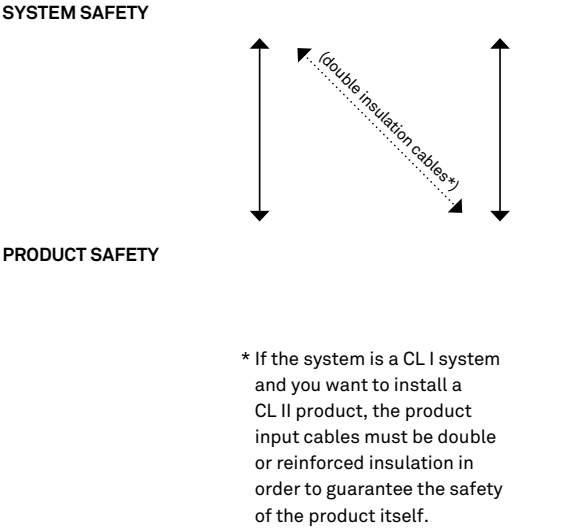 SYSTEM SAFETY
(double insulation cables*)
PRODUCT SAFETY
* If the system is a CL I system
and you want to install a
CL II product, the product
input cables must be double
or reinforced insulation in
order to guarantee the safety
of the product itself.